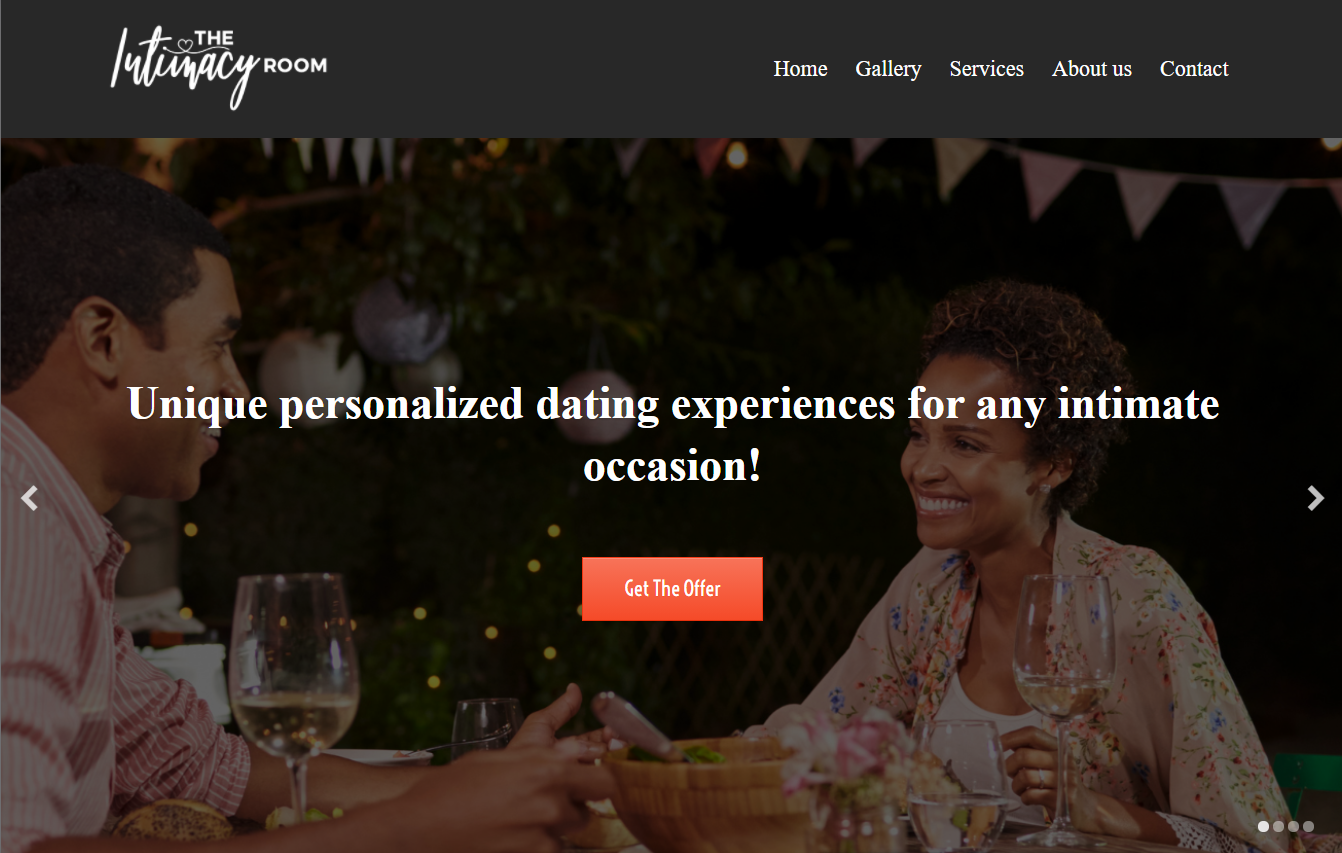 THE
Intimacy ROOM
Home Gallery Services About us Contact
Unique personalized dating experiences for any intimate
occasion!
Get The Offer